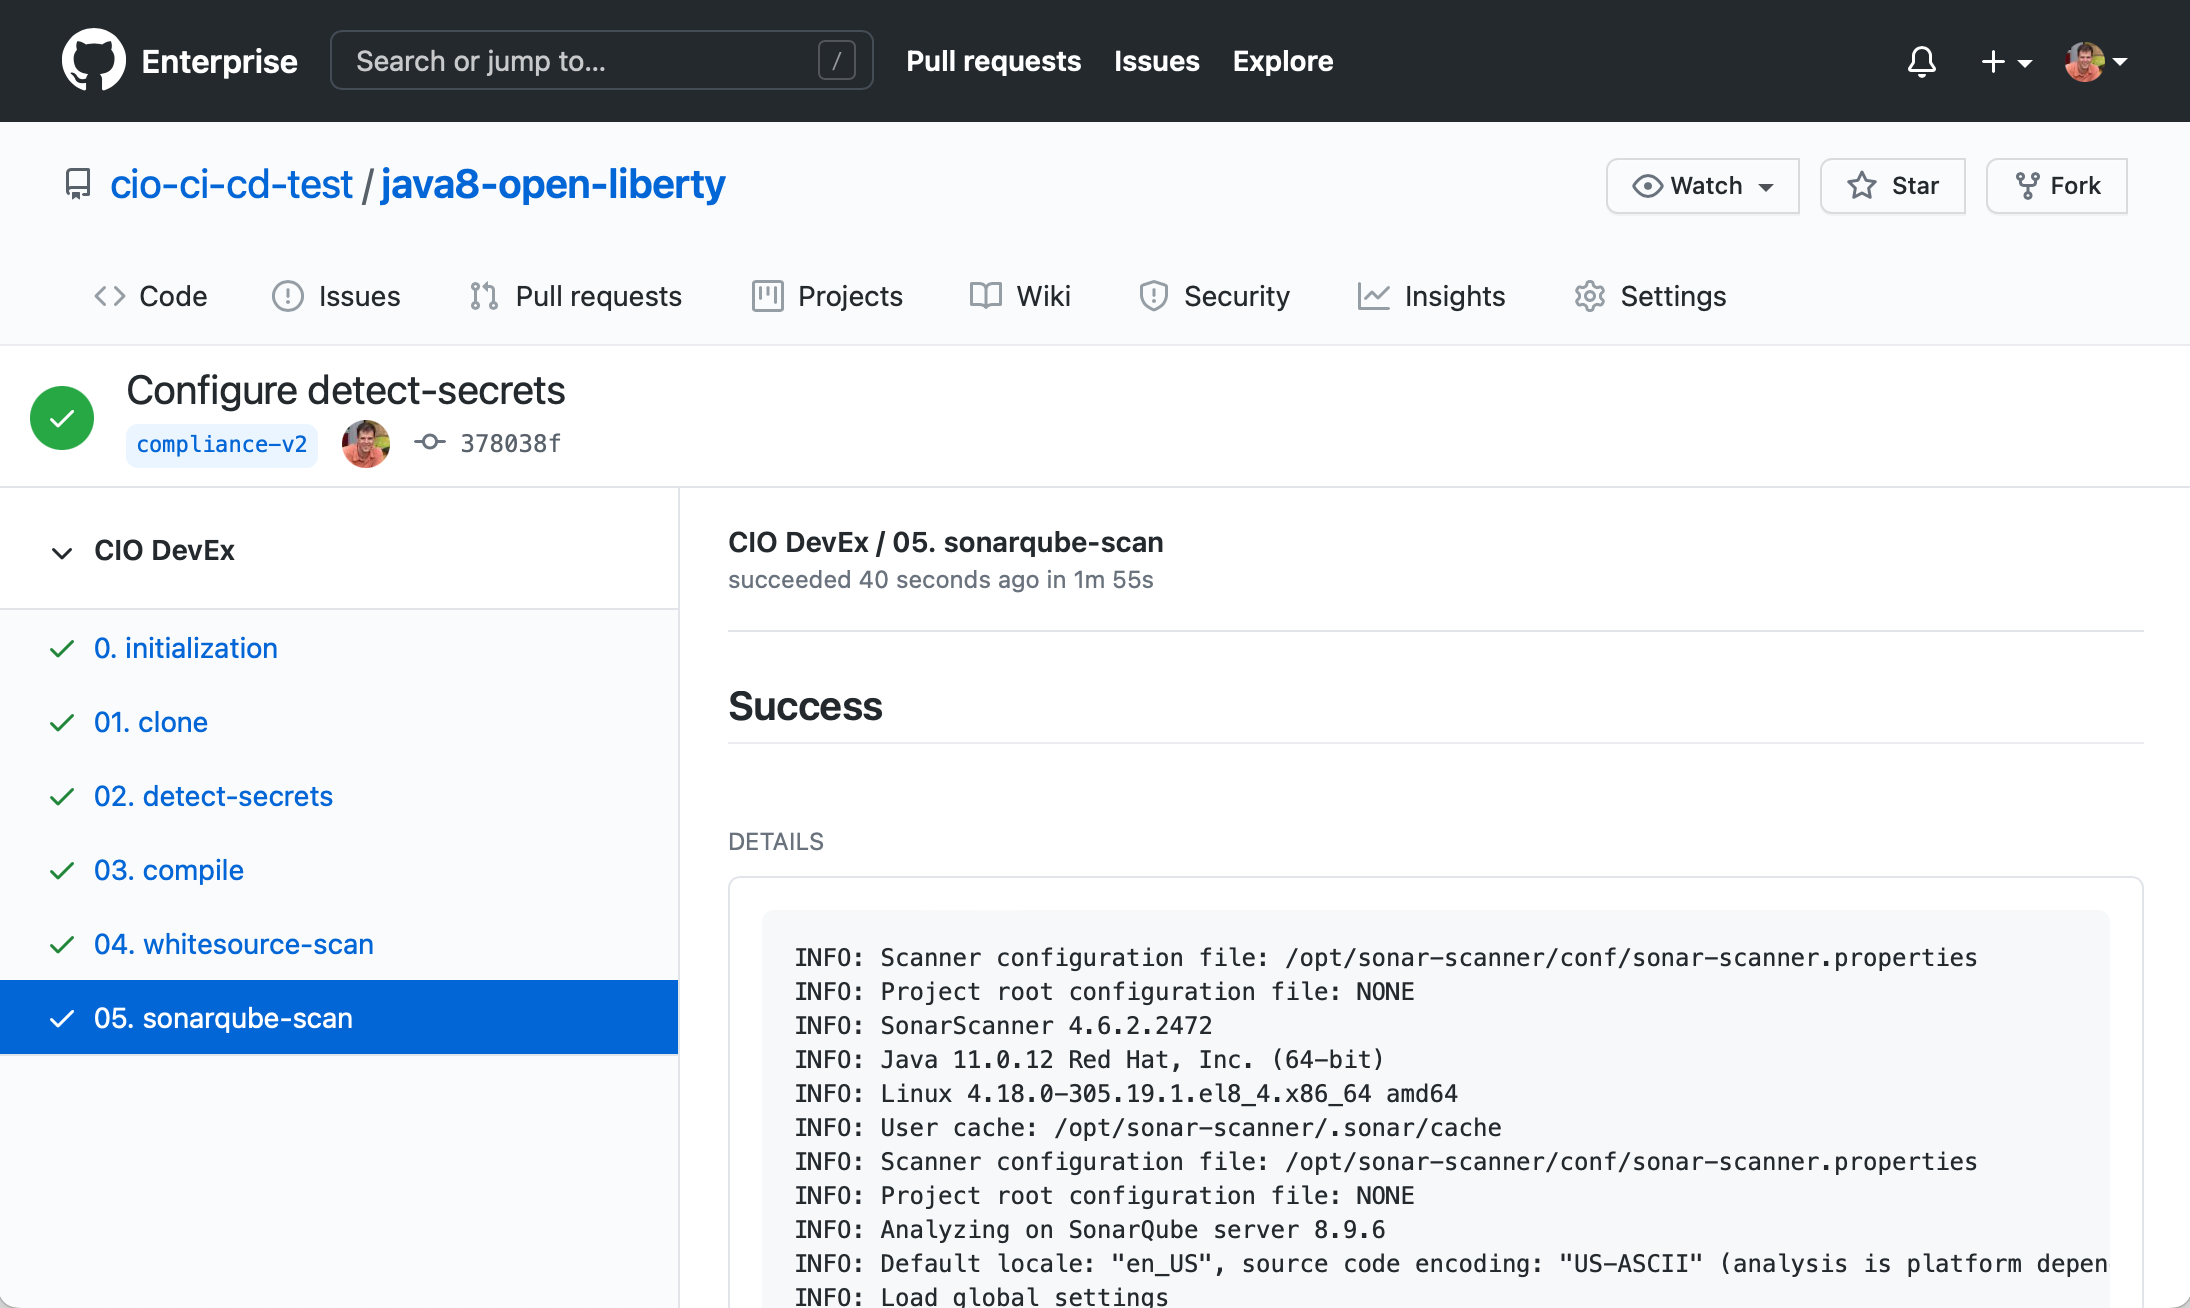 Enterprise
Search or jump to...
/
Pull requests
Issues
Explore
cio-ci-cd-test / java8-open-liberty
Watch
Star
Fork
Code
Issues
Pull requests
Projects
Wiki
Security
Insights
Settings
Configure detect-secrets
compliance-v2
378038f
CIO DevEx
0. initialization
01. clone
02. detect-secrets
03. compile
04. whitesource-scan
05. sonarqube-scan
CIO DevEx / 05. sonarqube-scan
succeeded 40 seconds ago in 1m 55s
Success
DETAILS
INFO: Scanner configuration file: /opt/sonar-scanner/conf/sonar-scanner.properties
INFO: Project root configuration file: NONE
INFO: SonarScanner 4.6.2.2472
INFO: Java 11.0.12 Red Hat, Inc. (64-bit)
INFO: Linux 4.18.0-305.19.1.el8_4.x86_64 amd64
INFO: User cache: /opt/sonar-scanner/.sonar/cache
INFO: Scanner configuration file: /opt/sonar-scanner/conf/sonar-scanner.properties
INFO: Project root configuration file: NONE
INFO: Analyzing on SonarQube server 8.9.6
INFO: Default locale: "en_US", source code encoding: "US-ASCII" (analysis is platform depen
INFO: Load global settings